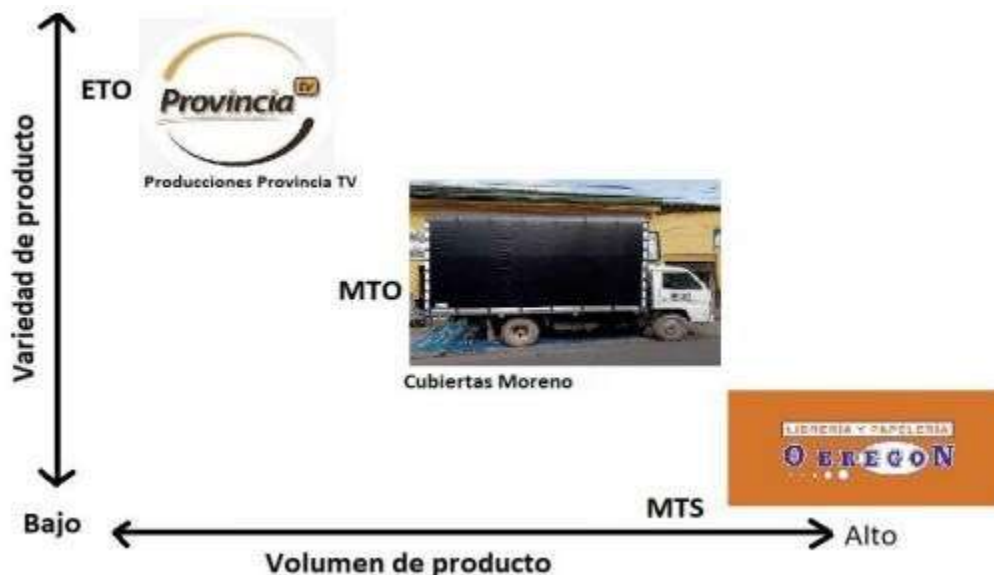 ETO
Provincia
tv
Producciones Provincia TV
Variedad de producto
MTO
Cubiertas Moreno
LIBRERIA Y PAPELERIA
O EREGON
MTS
Bajo
Alto
Volumen de producto